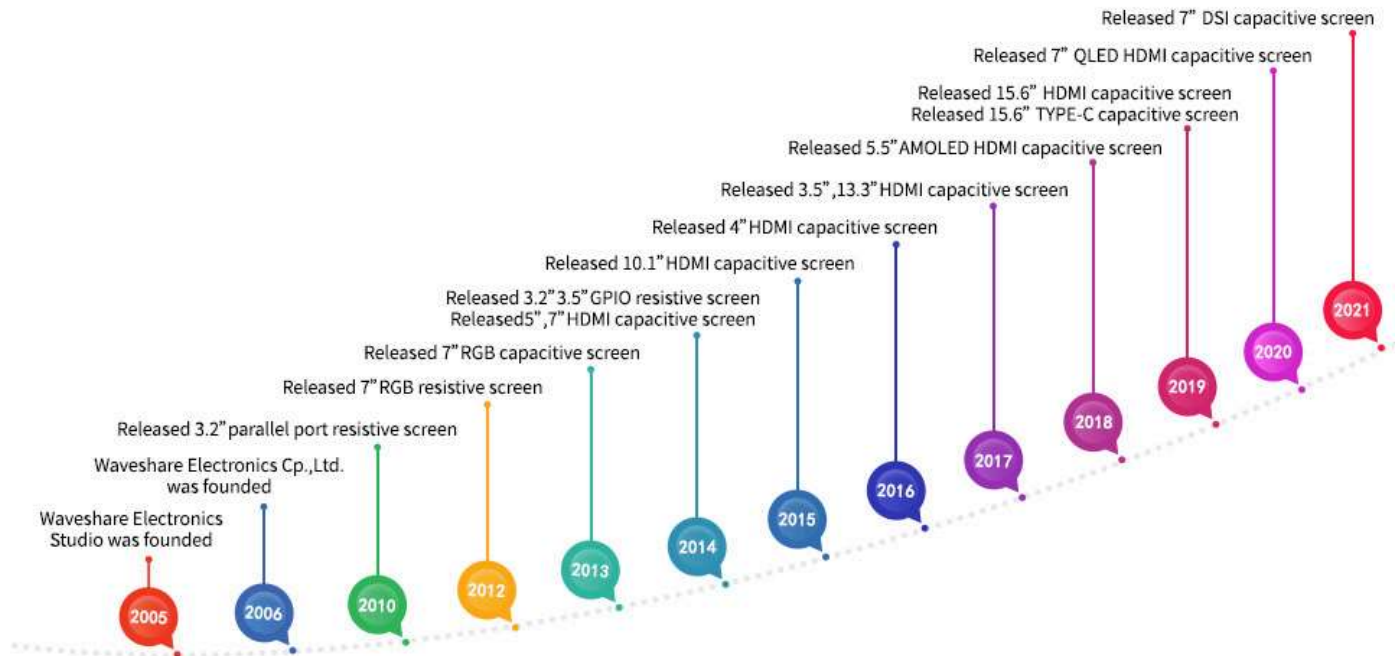 Released 7” DSI capacitive screen
Released 7” QLED HDMI capacitive screen
Released 15.6” HDMI capacitive screen
Released 15.6” TYPE-C capacitive screen
Released 5.5”AMOLED HDMI capacitive screen
Released 3.5”,13.3”HDMI capacitive screen
Released 4”HDMI capacitive screen
Released 10.1”HDMI capacitive screen
Released 3.2”3.5”GPIO resistive screen
Released5”,7”HDMI capacitive screen
Released 7”RGB capacitive screen
Released 7”RGB resistive screen
Released 3.2”parallel port resistive screen
Waveshare Electronics Cp.,Ltd.
was founded
Waveshare Electronics
Studio was founded
2005
2006
2010
2012
2013
2014
2015
2016
2017
2018
2019
2020
2021